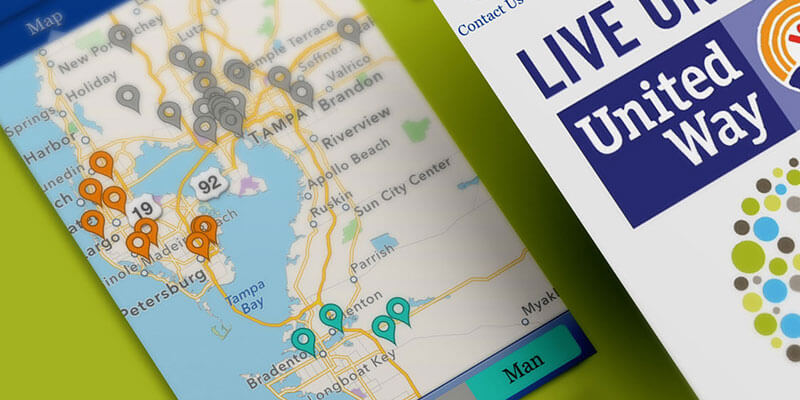 Map
Contact Us
LIVE UN
United
Way
New Port Richey
Lutz
Temple Terrace
Seffner
Holiday
Valrico
Brandon
Springs
TAMPA
Harbor
Riverview
Apollo Beach
Sun City Center
92
19
Ruskin
Largo
Madeira
Parrish
Petersburg
Tampa
Bay
Bradento
Longboat Key
Myak
Man